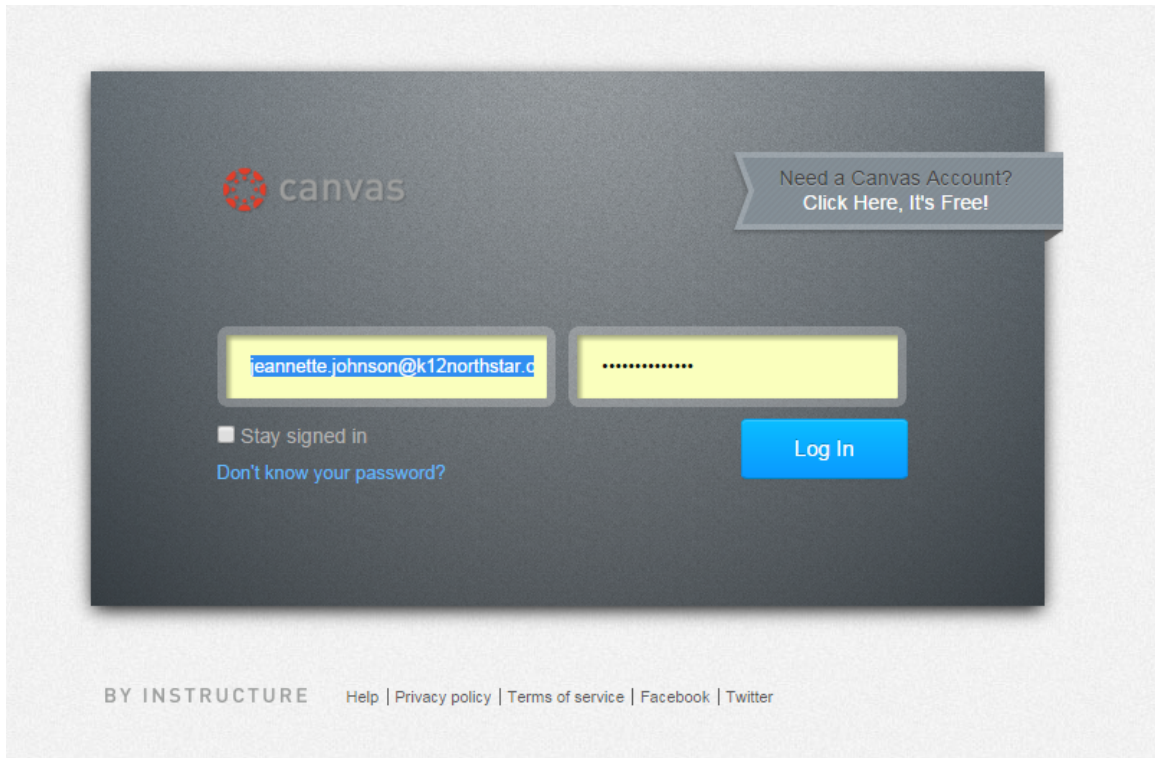 canvas
Need a Canvas Account?
Click Here, It's Free!
jeannette.johnson@k12northstar.c
••••••••••••••
Stay signed in
Don't know your password?
Log In
BY INSTRUCTURE
Help | Privacy policy | Terms of service | Facebook | Twitter